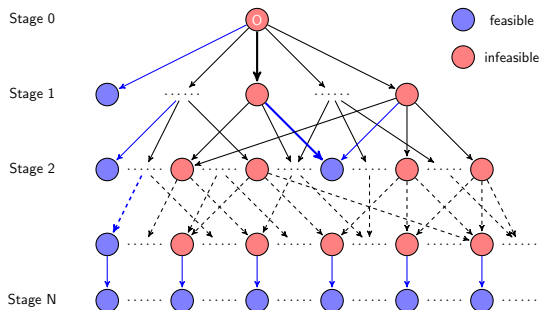 Stage 0
O
feasible
infeasible
Stage 1
Stage 2
Stage N